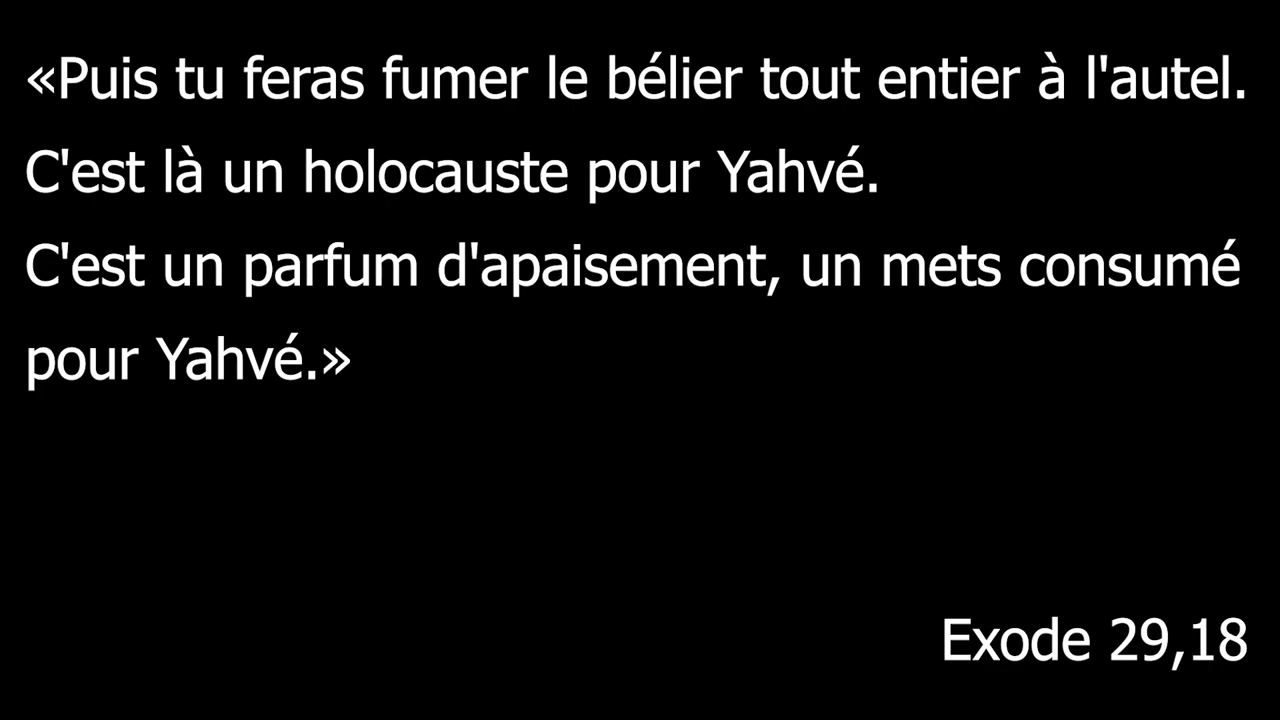 «Puis tu feras fumer le bélier tout entier à l'autel.
C'est là un holocauste pour Yahvé.
C'est un parfum d'apaisement, un mets consumé
pour Yahvé.»
Exode 29,18